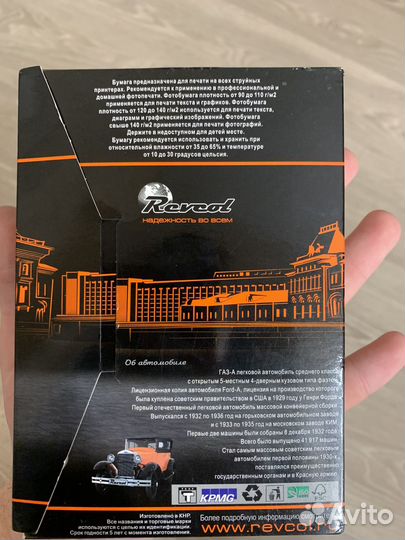 Бумага предназначена для печати на всех струйных
принтерах. Рекомендуется к применению в профессиональной и
домашней фотопечати. Фотобумага плотность от 90 до 110 г/м2
применяется для печати текста и графиков. Фотобумага
плотность от 120 до 140 г/м2 используется для печати текста,
диаграмм и графический изображений. Фотобумага
свыше 140 г/м2 применяется для печати фотографий.
Держите в недоступном для детей месте.
Бумагу рекомендуется использовать и хранить при
относительной влажности от 35 до 65% и температуре
от 10 до 30 градусов цельсия.
Revcol
НАДЕЖНОСТЬ ВО ВСЕМ
Об автомобиле
ГАЗ-А легковой автомобиль среднего класса
с открытым 5-местным 4-дверным кузовом типа фаэтон.
Лицензионная копия автомобиля Ford-A, лицензия на производство которого
была куплена советским правительством в США в 1929 году у Генри Форда.
Первый отечественный легковой автомобиль массовой конвейерной сборки.
Выпускался с 1932 по 1936 год на горьковском автомобильном заводе
и с 1933 по 1935 год на московском заводе КИМ.
Первые две машины были собраны 6 декабря 1932 года.
Всего было выпущено 41 917 машин.
Стал самым массовым советским легковым
автомобилем первой половины 1930-х,
поставлялся преимущественно
государственным органам и в Красную армию.
KPMG
ISO
FSC
Изготовлено в КНР.
Все названия и торговые марки
используются с целью их идентификации.
Срок годности 5 лет с момента изготовления.
Более подробную информацию
www.revcol.ru
Avito